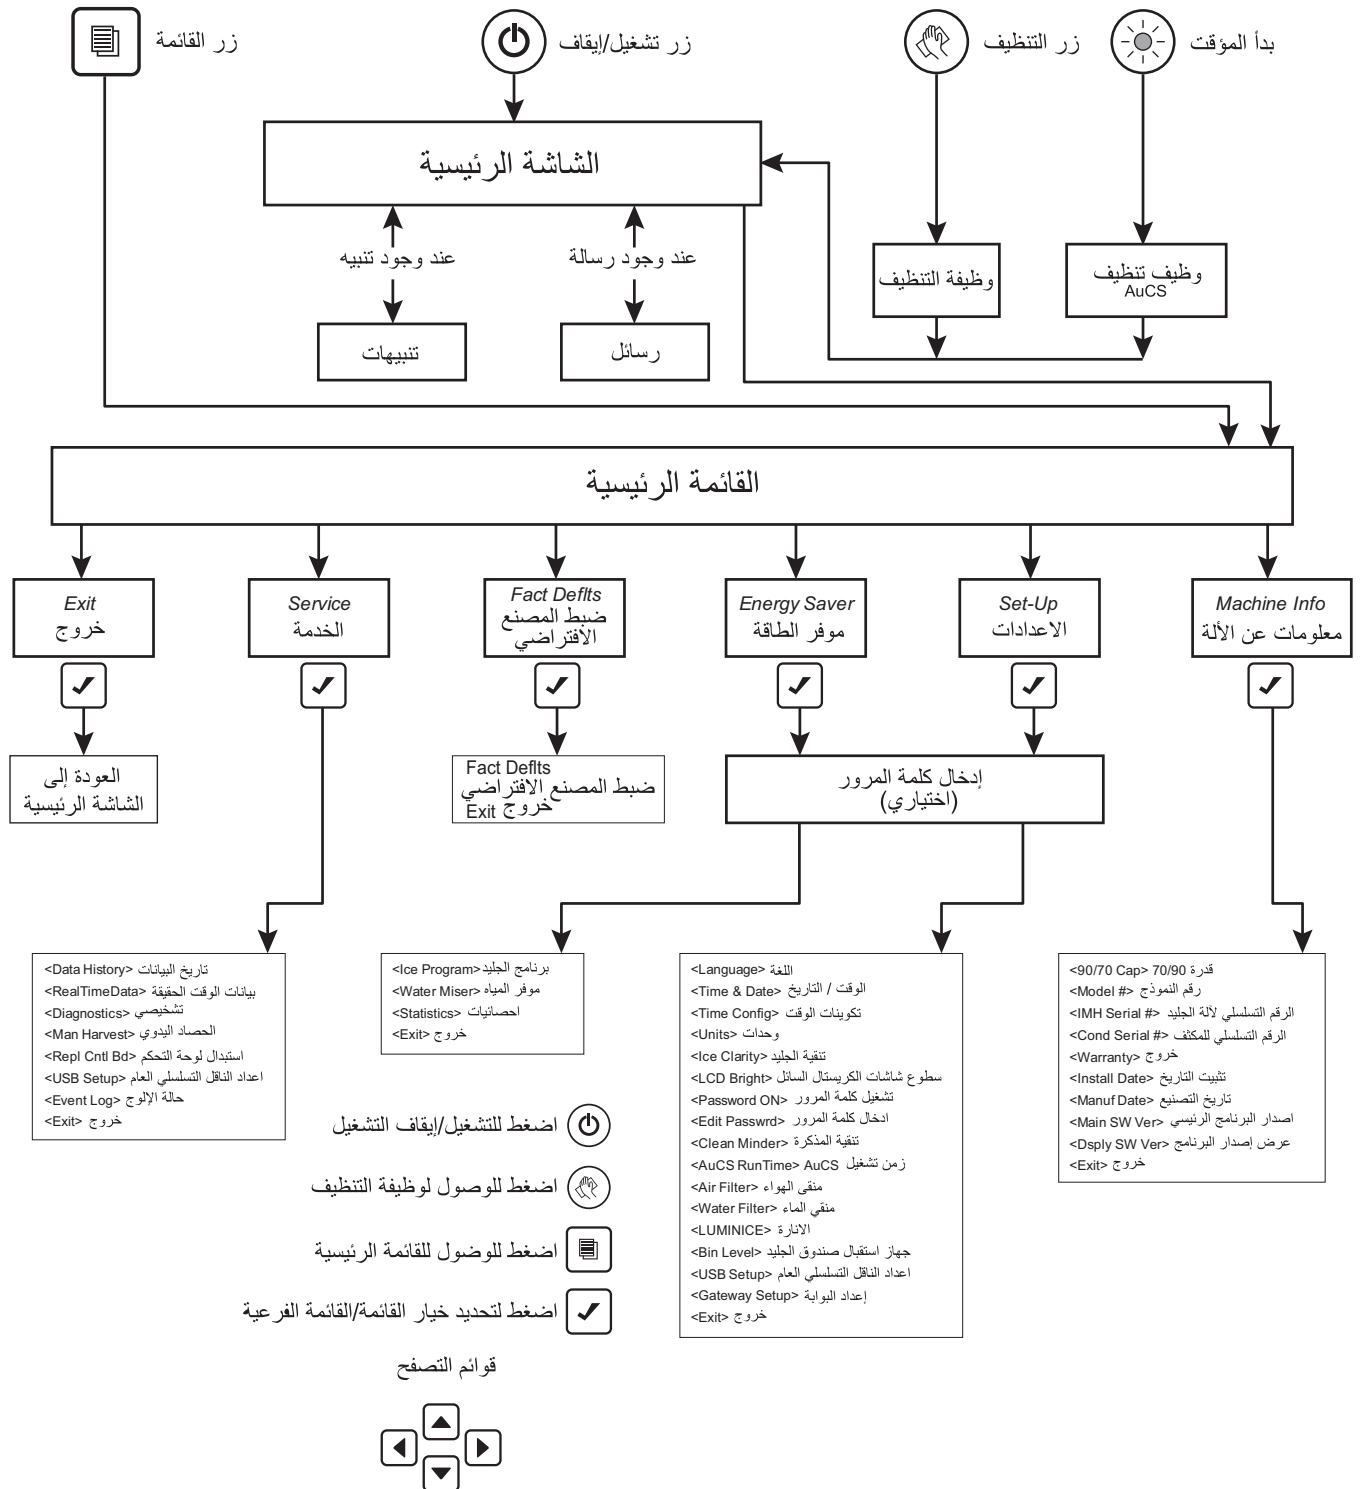 بدأ المؤقت
زر التنظيف
زر تشغيل/إيقاف
زر القائمة
الشاشة الرئيسية
عند وجود رسالة
عند وجود تنبيه
وظيف تنظيف
AuCS
وظيفة التنظيف
رسائل
تنبيهات
القائمة الرئيسية
Machine Info
معلومات عن الألة
Set-Up
الاعدادات
Energy Saver
موفر الطاقة
Fact Deflts
ضبط المصنع
الافتراضي
Service
الخدمة
Exit
خروج
إدخال كلمة المرور
(اختياري)
Fact Deflts
ضبط المصنع الافتراضي
خروج Exit
العودة إلى
الشاشة الرئيسية
قدرة 70/90 <90/70 Cap>
رقم النموذج <Model #>
الرقم التسلسلي لآلة الجليد <IMH Serial #>
الرقم التسلسلي للمكثف <Cond Serial #>
خروج <Warranty>
تثبيت التاريخ <Install Date>
تاريخ التصنيع <Manuf Date>
اصدار البرنامج الرئيسي <Main SW Ver>
عرض إصدار البرنامج <Dsply SW Ver>
خروج <Exit>
اللغة <Language>
الوقت / التاريخ <Time & Date>
تكوينات الوقت <Time Config>
وحدات <Units>
تنقية الجليد <Ice Clarity>
سطوع شاشات الكريستال السائل <LCD Bright>
تشغيل كلمة المرور <Password ON>
ادخال كلمة المرور <Edit Passwrd>
تنقية المذكرة <Clean Minder>
زمن تشغيل AuCS <AuCS RunTime>
منقى الهواء <Air Filter>
منقي الماء <Water Filter>
الانارة <LUMINICE>
جهاز استقبال صندوق الجليد <Bin Level>
اعداد الناقل التسلسلي العام <USB Setup>
إعداد البوابة <Gateway Setup>
خروج <Exit>
برنامج الجليد <Ice Program>
موفر المياه <Water Miser>
احصائيات <Statistics>
خروج <Exit>
تاريخ البيانات <Data History>
بيانات الوقت الحقيقة <RealTimeData>
تشخيصي <Diagnostics>
الحصاد اليدوي <Man Harvest>
استبدال لوحة التحكم <Repl Cntl Bd>
اعداد الناقل التسلسلي العام <USB Setup>
حالة الإلوج <Event Log>
خروج <Exit>
اضغط للتشغيل/إيقاف التشغيل
اضغط للوصول لوظيفة التنظيف
اضغط للوضول للقائمة الرئيسية
اضغط لتحديد خيار القائمة/القائمة الفرعية
قوائم التصفح